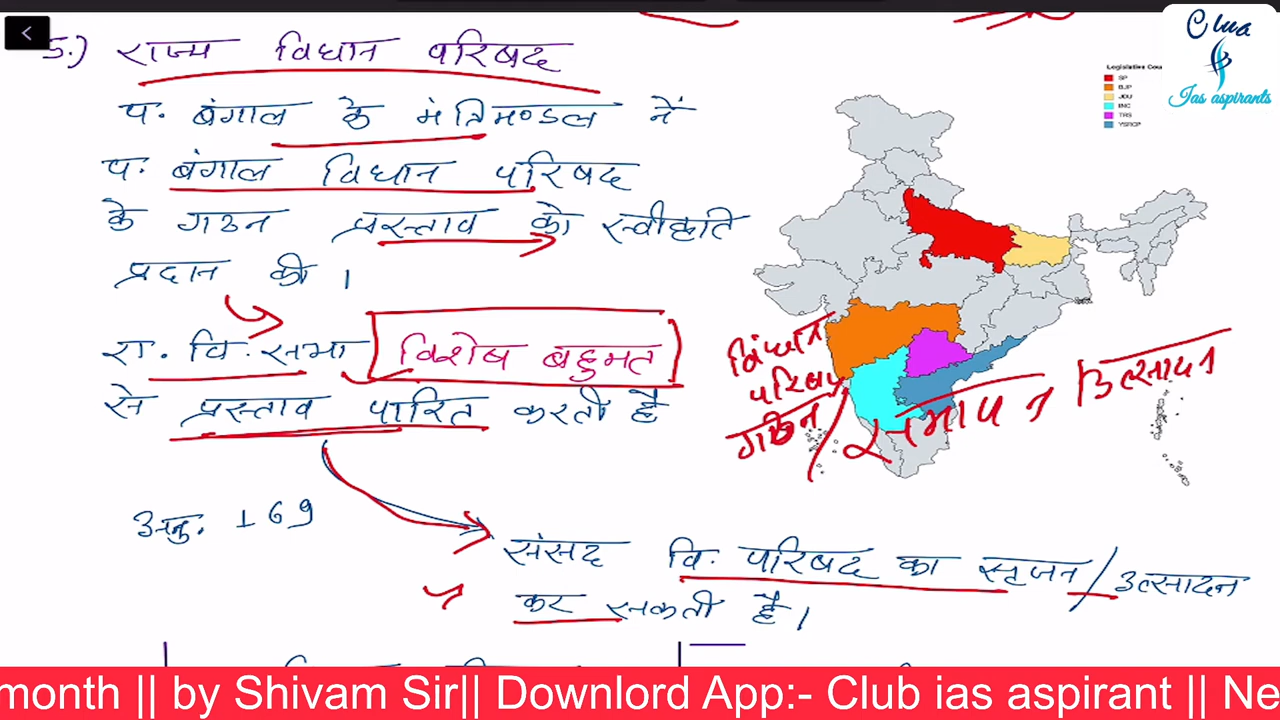 5.) राज्य विधान परिषद
प. बंगाल के मंत्रिमण्डल नें
प. बंगाल विधान परिषद
के गठन प्रस्ताव को स्वीकृति
प्रदान की।
रा. वि. सभा विशेष बहुमत
से प्रस्ताव पारित करती है
अनु. 169
संसद वि. परिषद का सृजन / उत्सादन
कर सकती है।
Clua
Ias aspirants
Legislative Cou
SP
BJP
JDU
INC
TRS
YSRCP
विधान
परिषद
गठन / समापन / उत्सादन
month || by Shivam Sir|| Downlord App:- Club ias aspirant || Ne